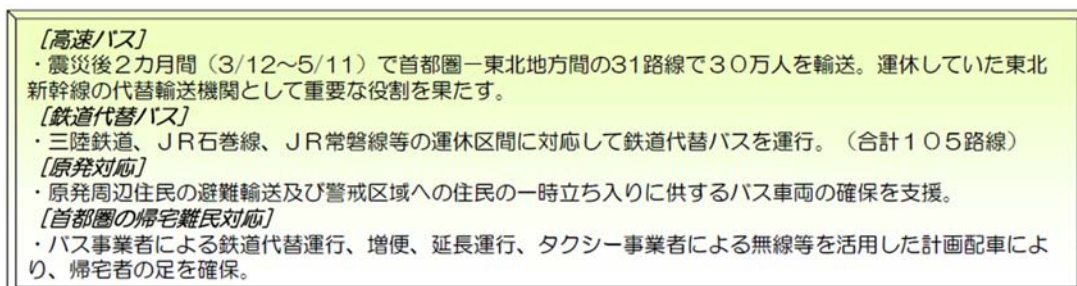 [高速バス]
・震災後2カ月間（3/12～5/11）で首都圏－東北地方間の31路線で３０万人を輸送。運休していた東北
新幹線の代替輸送機関として重要な役割を果たす。
[鉄道代替バス]
・三陸鉄道、ＪＲ石巻線、ＪＲ常磐線等の運休区間に対応して鉄道代替バスを運行。（合計１０５路線）
[原発対応]
・原発周辺住民の避難輸送及び警戒区域への住民の一時立ち入りに供するバス車両の確保を支援。
[首都圏の帰宅難民対応]
・バス事業者による鉄道代替運行、増便、延長運行、タクシー事業者による無線等を活用した計画配車によ
り、帰宅者の足を確保。